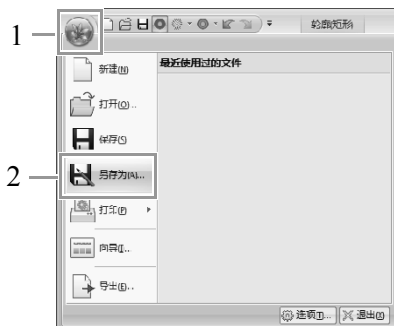 1
轮廓矩形
最近使用过的文件
新建(N)
打开(O)...
保存(S)
2
另存为(A)...
打印(P)
向导(I)...
导出(E)...
选项(T)... 退出(X)